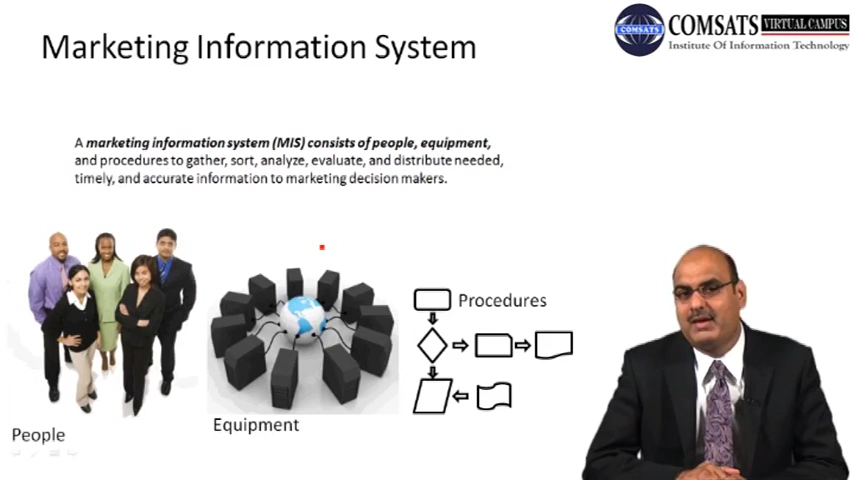 Marketing Information System
COMSATS
COMSATS VIRTUAL CAMPUS
Institute Of Information Technology
A marketing information system (MIS) consists of people, equipment,
and procedures to gather, sort, analyze, evaluate, and distribute needed,
timely, and accurate information to marketing decision makers.
Procedures
People
Equipment